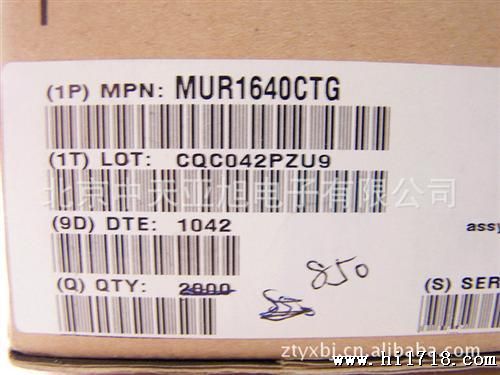 (1P) MPN: MUR1640CTG
(1T) LOT: CQC042PZU9
北京中天亚旭电子有限公司
(9D) DTE: 1042
assy
850
(Q) QTY: 2000
(S) SER
ztyxbj.cn.alibaba.com
www.hi1718.com